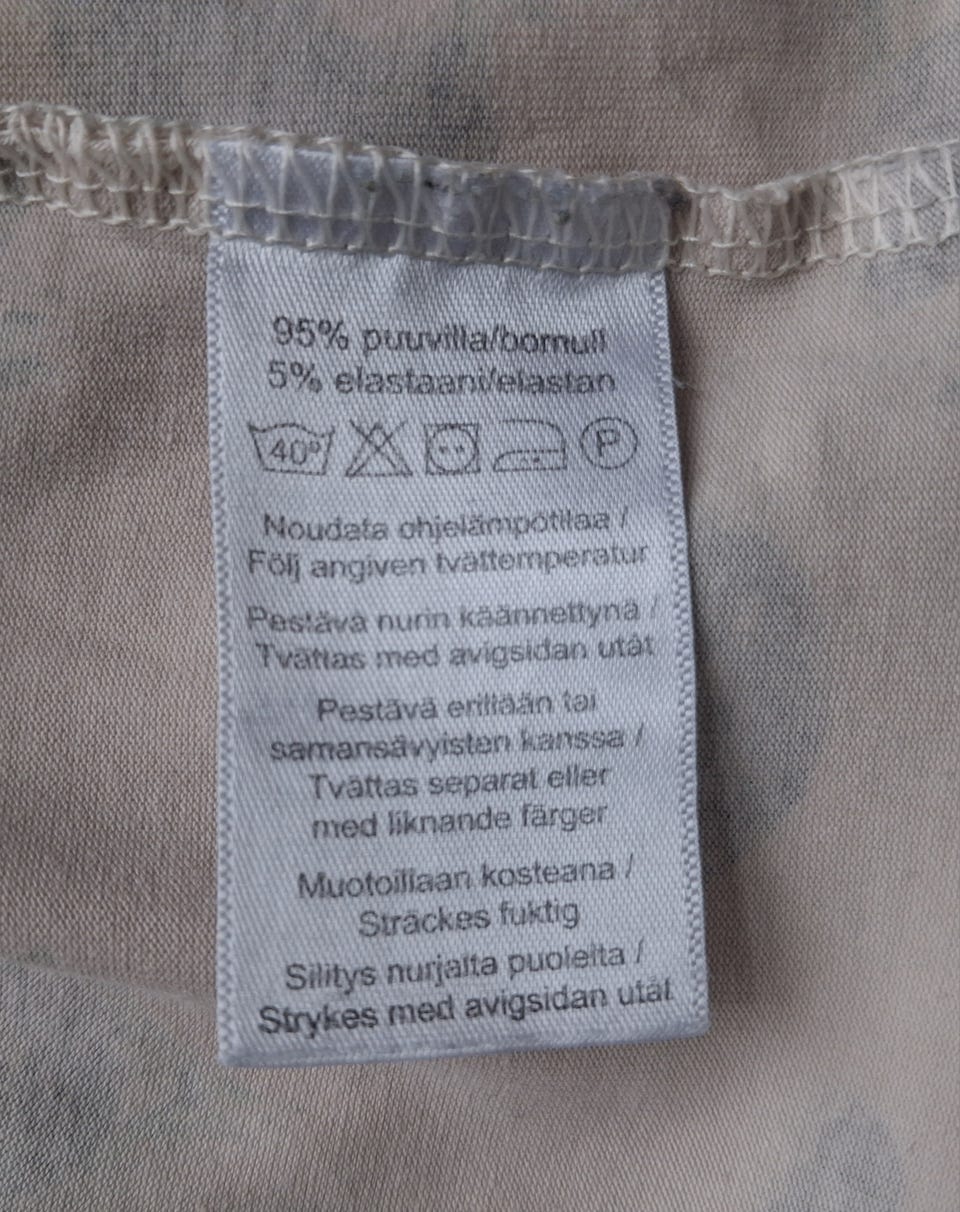 95% puuvilla/bomull
5% elastaani/elastan
40° P
Noudata ohjelämpötilaa /
Följ angiven tvättemperatur
Pestävä nurin käännettynä /
Tvättas med avigsidan utåt
Pestävä erillään tai
samansävyisten kanssa /
Tvättas separat eller
med liknande färger
Muotoillaan kosteana /
Sträckes fuktig
Silitys nurjalta puolelta /
Strykes med avigsidan utåt